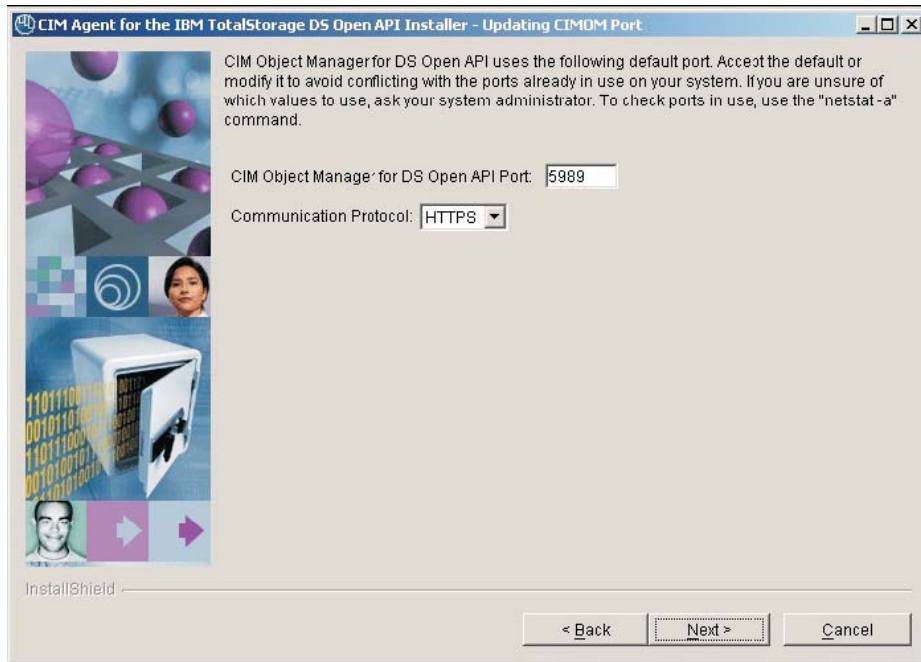 CIM Agent for the IBM TotalStorage DS Open API Installer - Updating CIMOM Port
CIM Object Manager for DS Open API uses the following default port. Accept the default or
modify it to avoid conflicting with the ports already in use on your system. If you are unsure of
which values to use, ask your system administrator. To check ports in use, use the "netstat -a"
command.
CIM Object Manager for DS Open API Port: 5989
Communication Protocol: HTTPS
InstallShield
< Back Next > Cancel